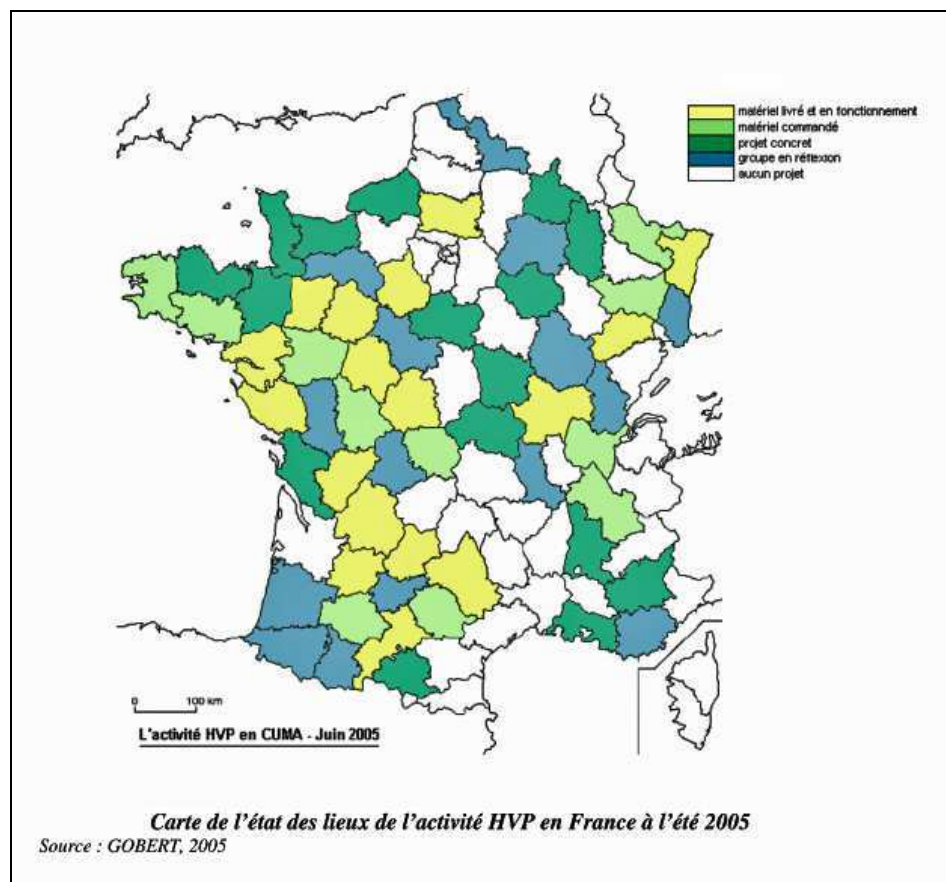 matériel livré et en fonctionnement
matériel commandé
projet concret
groupe en réflexion
aucun projet
0 100 km
L'activité HVP en CUMA - Juin 2005
Carte de l'état des lieux de l'activité HVP en France à l'été 2005
Source : GOBERT, 2005